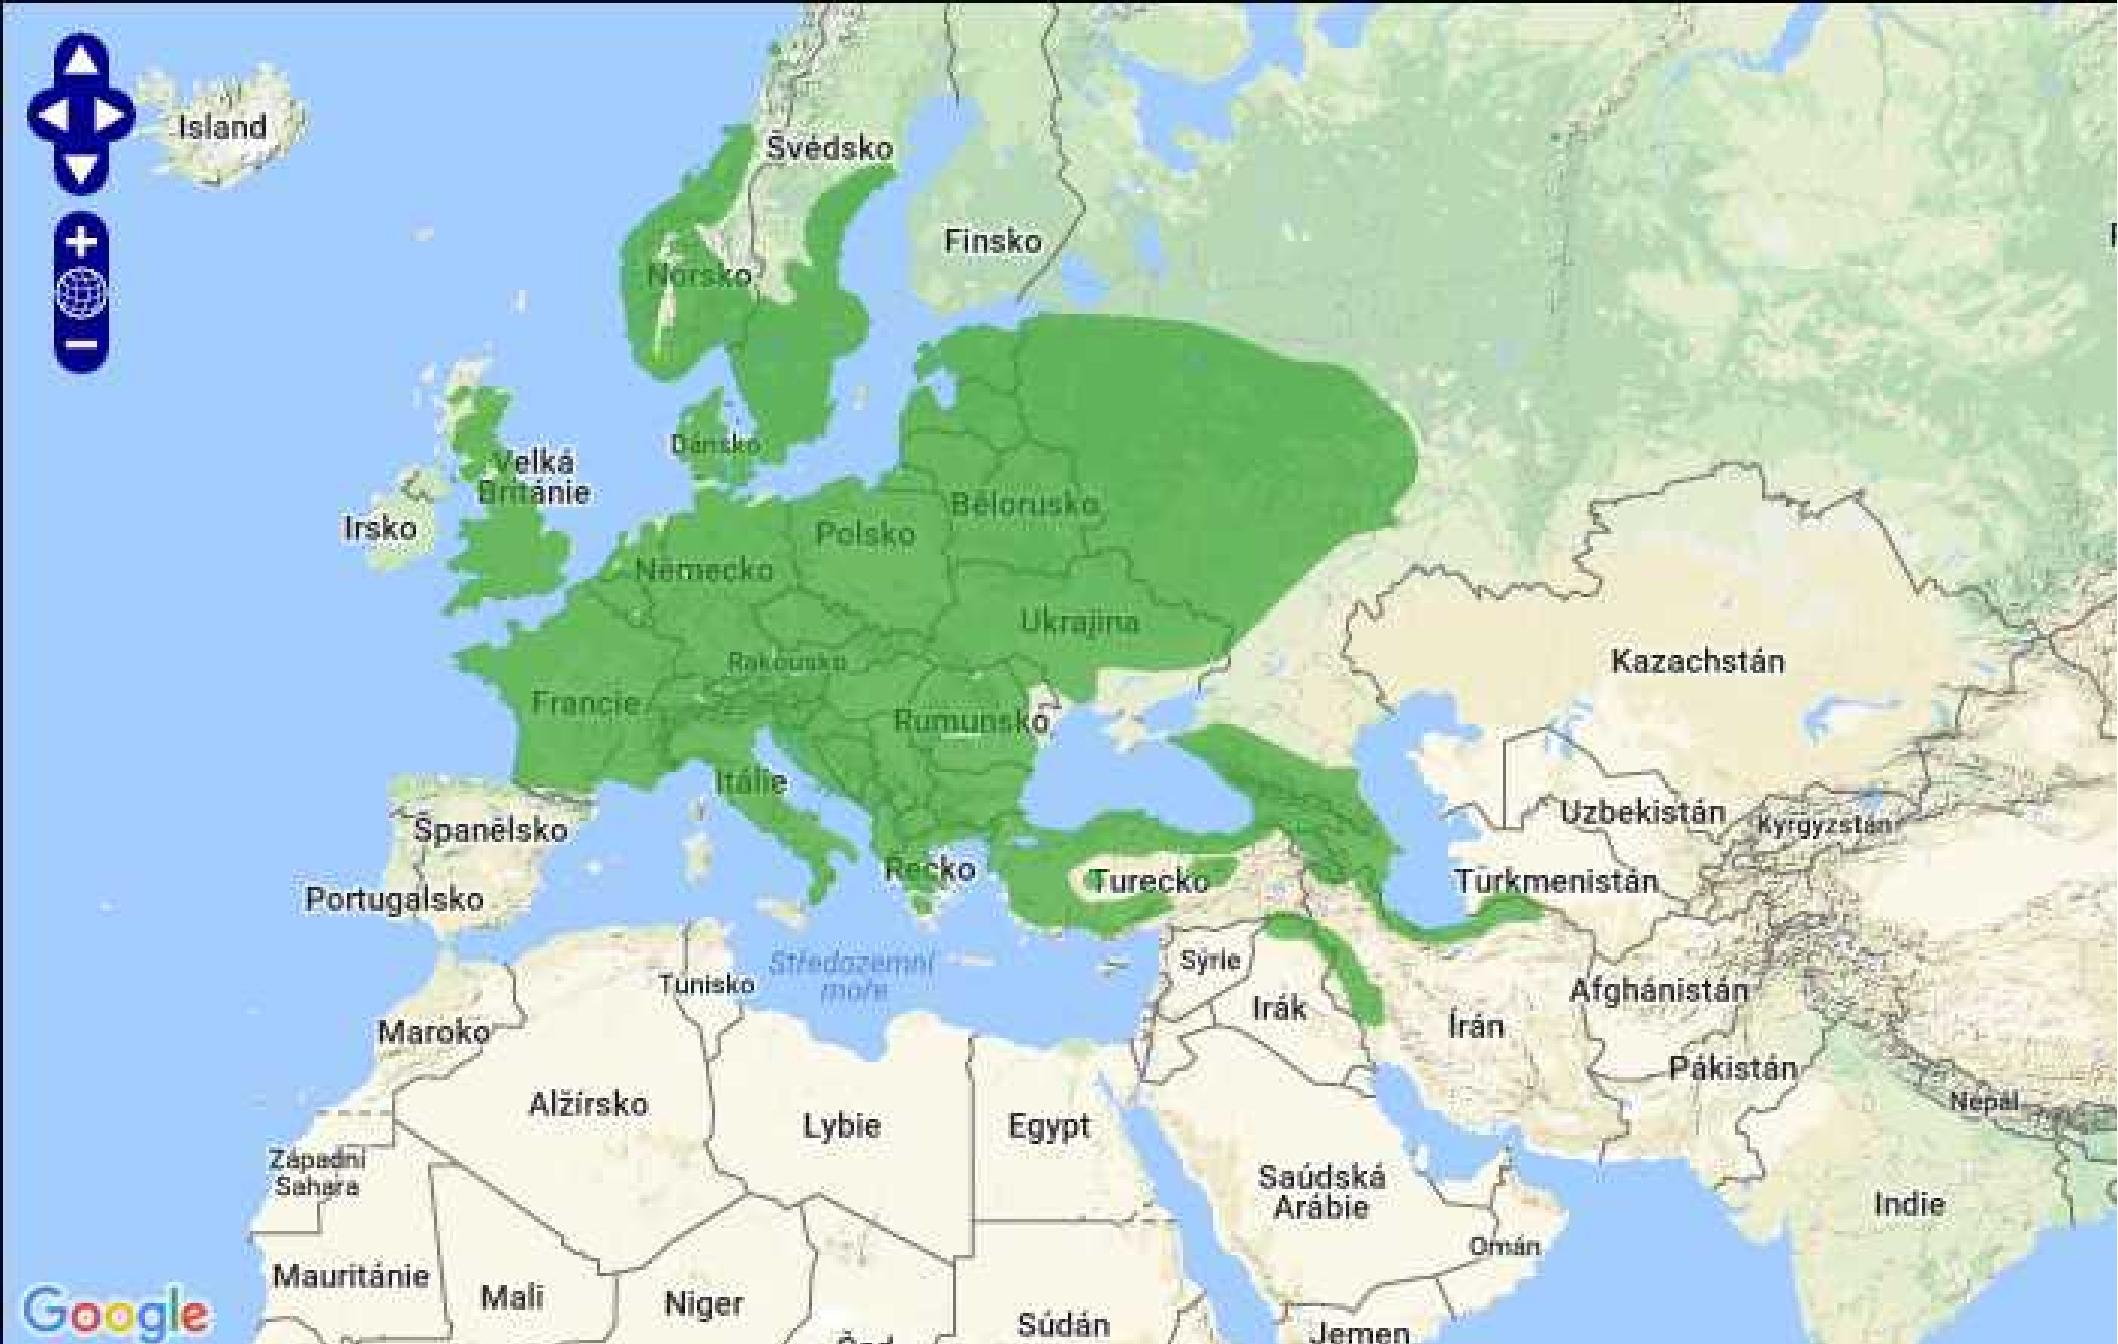 Island
Švédsko
Finsko
Norsko
Dánsko
Velká
Británie
Irsko
Bělorusko
Polsko
Německo
Ukrajina
Rakousko
Kazachstán
Francie
Rumunsko
Itálie
Uzbekistán
Kyrgyzstán
Španělsko
Řecko
Turecko
Türkmenistán
Portugalsko
Středozemní
moře
Sýrie
Tunisko
Afghánistán
Irák
Írán
Maroko
Pákistán
Nepál
Alžírsko
Lybie
Egypt
Západní
Sahara
Saúdská
Arábie
Indie
Omán
Mauritánie
Mali
Niger
Google
Súdán
Jemen